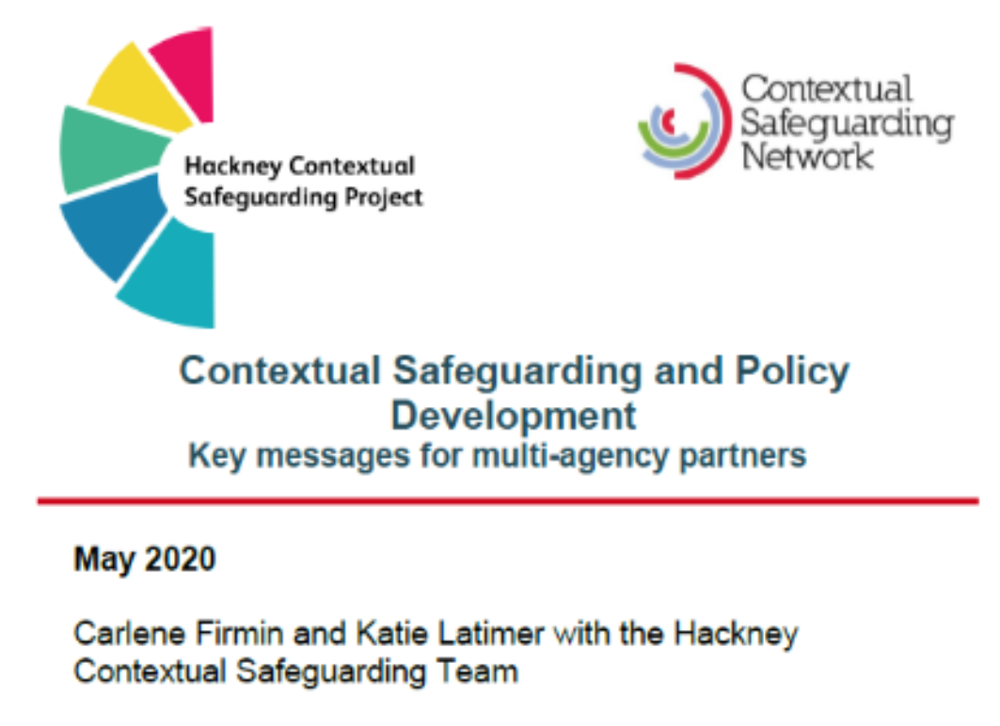 Hackney Contextual
Safeguarding Project
Contextual
Safeguarding
Network
Contextual Safeguarding and Policy
Development
Key messages for multi-agency partners
May 2020
Carlene Firmin and Katie Latimer with the Hackney
Contextual Safeguarding Team